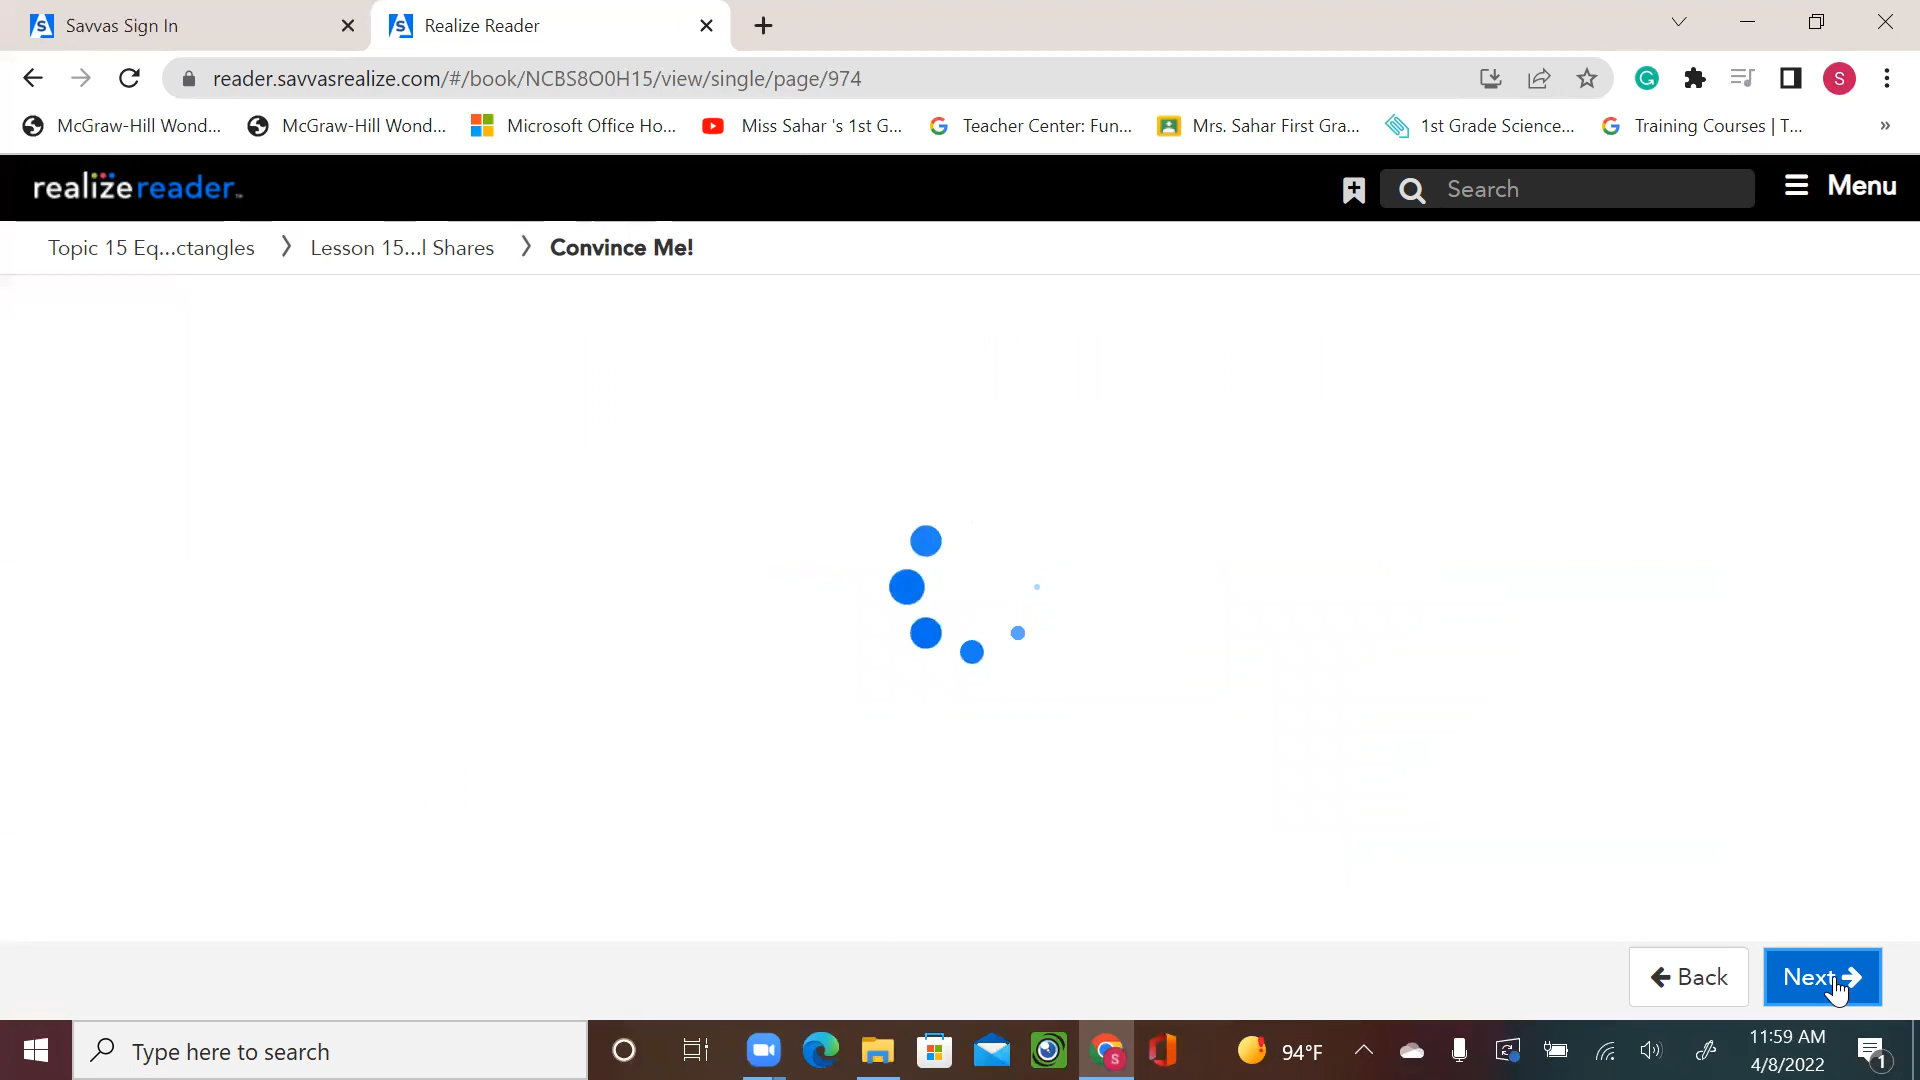 Savvas Sign In
Realize Reader
reader.savvasrealize.com/#/book/NCBS8O0H15/view/single/page/974
S
McGraw-Hill Wond...
McGraw-Hill Wond...
Microsoft Office Ho...
Miss Sahar 's 1st G...
Teacher Center: Fun...
Mrs. Sahar First Gra...
1st Grade Science...
Training Courses | T...
»
realizereader™
Search
Menu
Topic 15 Eq...ctangles
Lesson 15...l Shares
Convince Me!
Back
Next
Type here to search
94°F
11:59 AM
4/8/2022
1